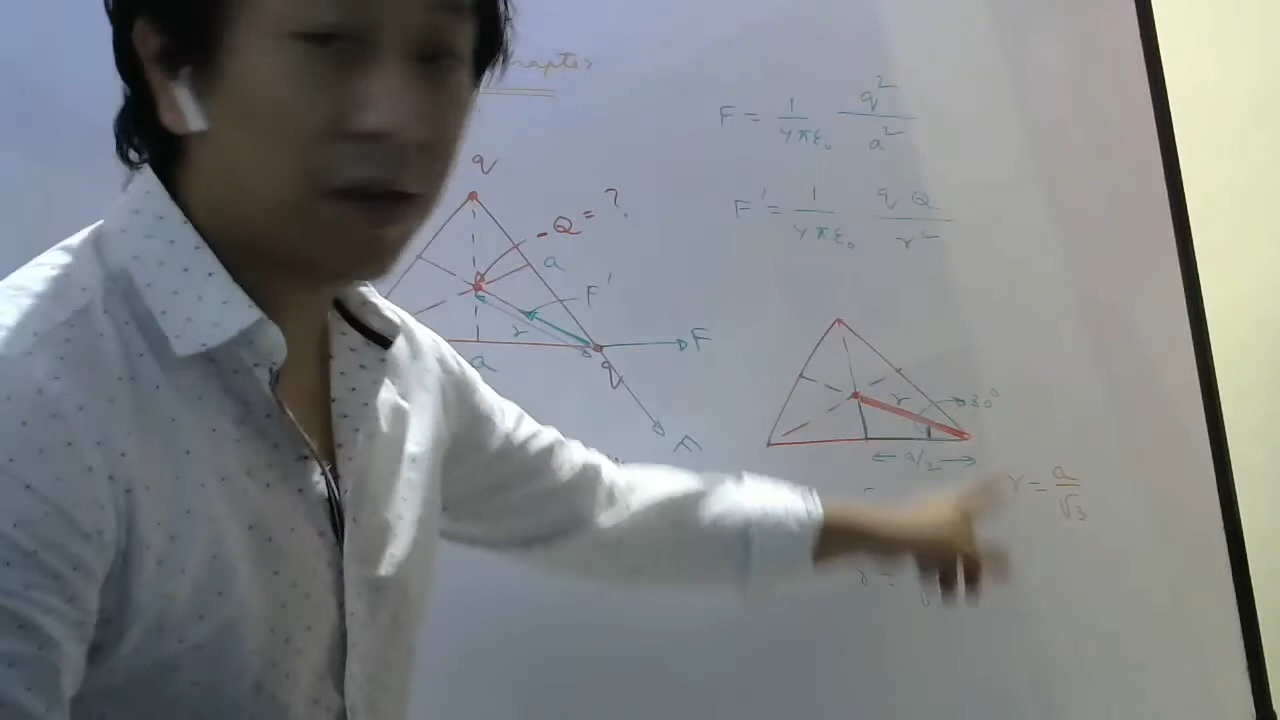 F = 1/4πε₀ q²/a²
F' = 1/4πε₀ qQ/r²
q
-Q = ?
a
F'
r
F
a
q
F
r
30°
a/2
r = a/√3
r =